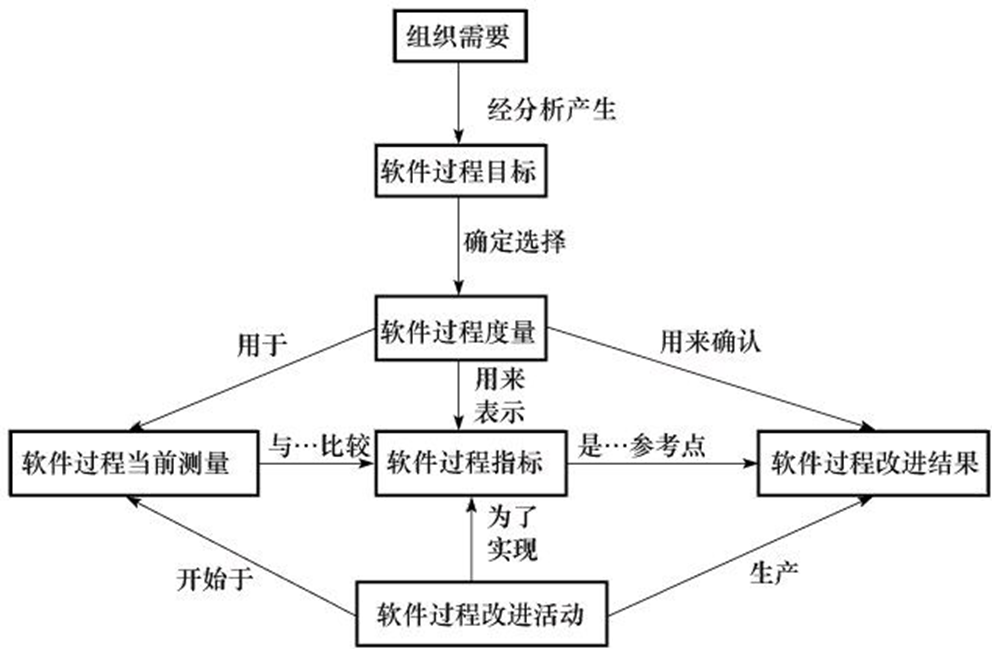 组织需要
经分析产生
软件过程目标
确定选择
软件过程度量
用于
用来确认
用来
表示
软件过程当前测量
与…比较
软件过程指标
是…参考点
软件过程改进结果
为了
实现
开始于
生产
软件过程改进活动